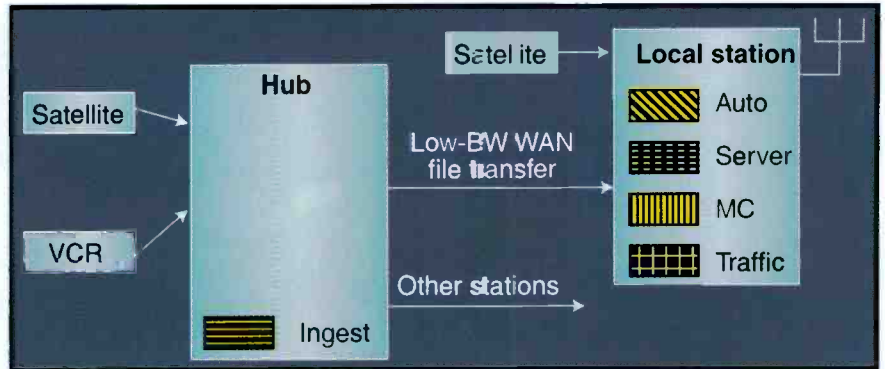 Satellite
VCR
Hub
Ingest
Low-BW WAN
file transfer
Other stations
Satellite
Local station
Auto
Server
MC
Traffic